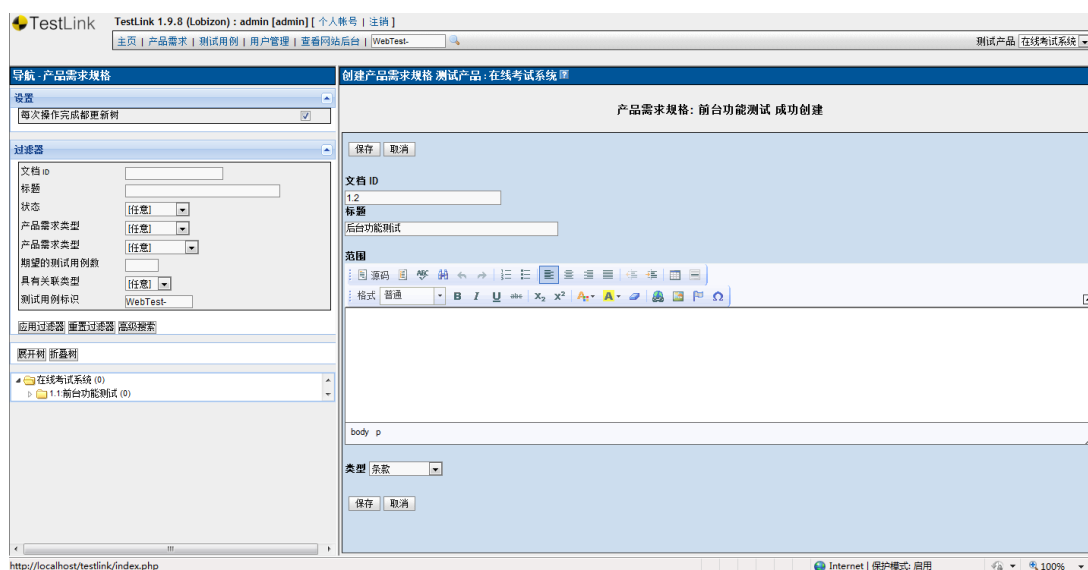 TestLink TestLink 1.9.8 (Lobizon) : admin [admin] [ 个人帐号 | 注销 ]
主页 | 产品需求 | 测试用例 | 用户管理 | 查看网站后台 | WebTest-
测试产品 在线考试系统
导航 - 产品需求规格
设置
每次操作完成都更新树
过滤器
文档 ID
标题
状态 [任意]
产品需求类型 [任意]
产品需求类型 [任意]
期望的测试用例数
具有关联类型 [任意]
测试用例标识 WebTest-
应用过滤器 重置过滤器 高级搜索
展开树 折叠树
在线考试系统 (0)
1.1:前台功能测试 (0)
创建产品需求规格 测试产品 : 在线考试系统
产品需求规格: 前台功能测试 成功创建
保存 取消
文档 ID
1.2
标题
后台功能测试
范围
源码 ABC
格式 普通 B I U abc X₂ X² A A Ω
body p
类型 条款
保存 取消
http://localhost/testlink/index.php
Internet | 保护模式: 启用
100%